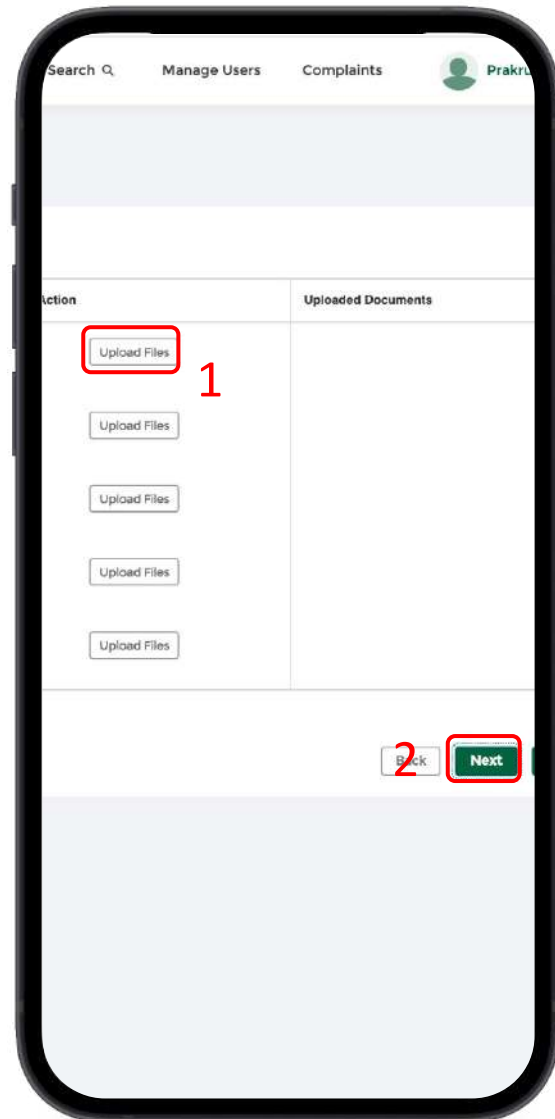 Search Manage Users Complaints Prakru
Action Uploaded Documents
Upload Files
1
Upload Files
Upload Files
Upload Files
Upload Files
2 Back Next